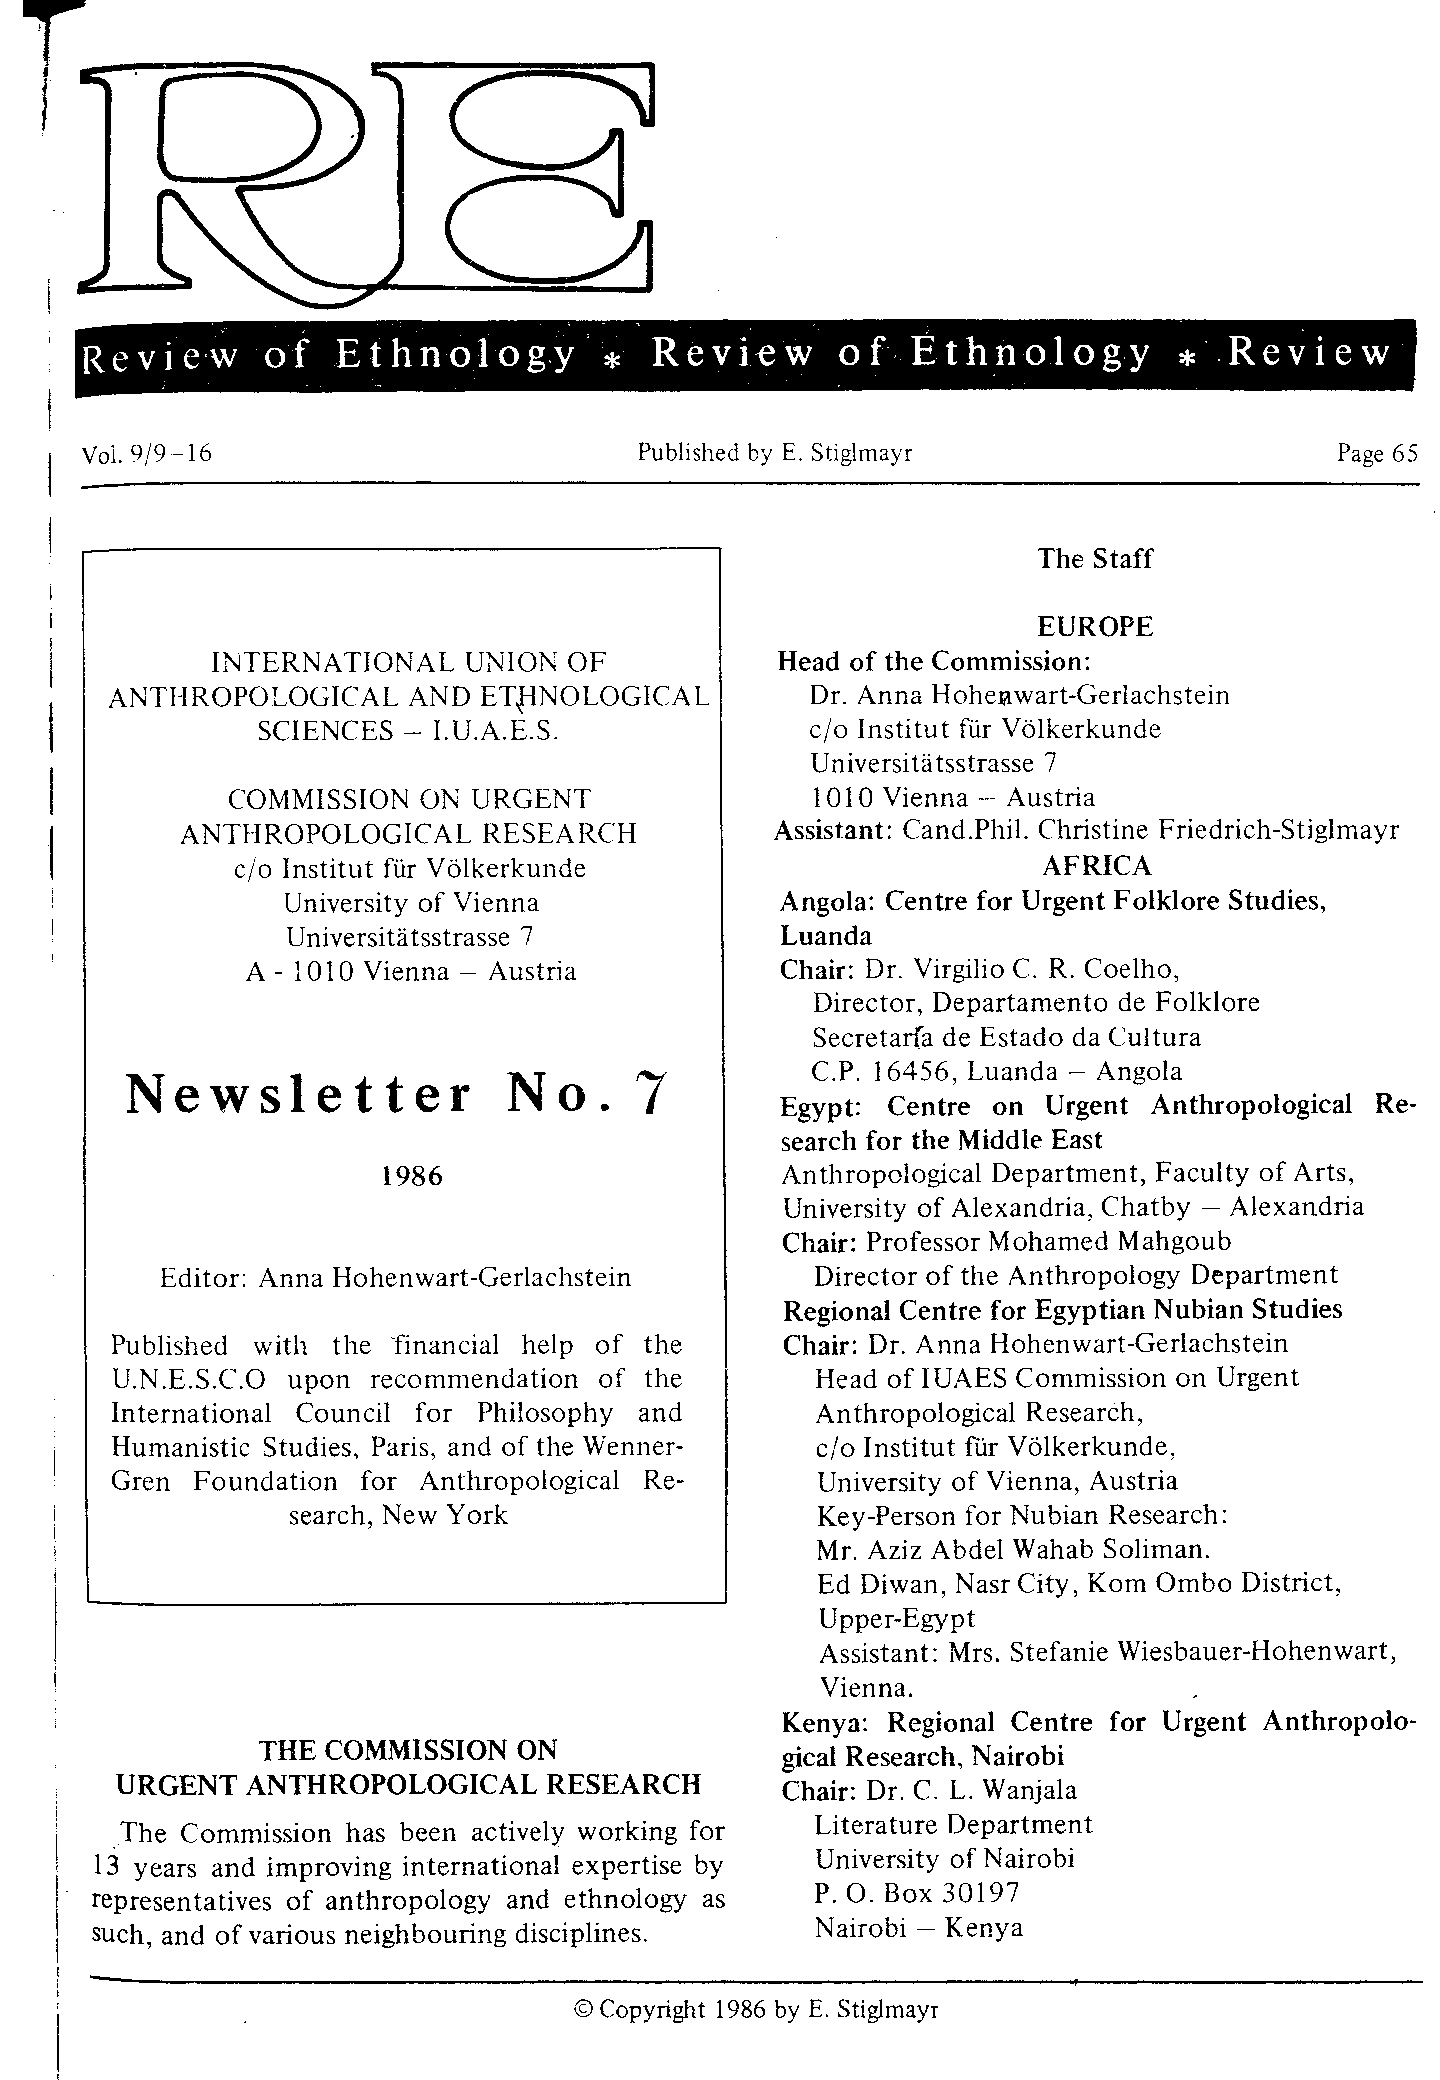 RE
Review of Ethnology * Review of Ethnology * Review
Vol. 9/9–16 Published by E. Stiglmayr Page 65
INTERNATIONAL UNION OF
ANTHROPOLOGICAL AND ETHNOLOGICAL
SCIENCES – I.U.A.E.S.
COMMISSION ON URGENT
ANTHROPOLOGICAL RESEARCH
c/o Institut für Völkerkunde
University of Vienna
Universitätsstrasse 7
A - 1010 Vienna – Austria
Newsletter No. 7
1986
Editor: Anna Hohenwart-Gerlachstein
Published with the financial help of the
U.N.E.S.C.O upon recommendation of the
International Council for Philosophy and
Humanistic Studies, Paris, and of the Wenner-
Gren Foundation for Anthropological Re-
search, New York
THE COMMISSION ON
URGENT ANTHROPOLOGICAL RESEARCH
The Commission has been actively working for
13 years and improving international expertise by
representatives of anthropology and ethnology as
such, and of various neighbouring disciplines.
The Staff
EUROPE
Head of the Commission:
Dr. Anna Hohenwart-Gerlachstein
c/o Institut für Völkerkunde
Universitätsstrasse 7
1010 Vienna – Austria
Assistant: Cand.Phil. Christine Friedrich-Stiglmayr
AFRICA
Angola: Centre for Urgent Folklore Studies,
Luanda
Chair: Dr. Virgilio C. R. Coelho,
Director, Departamento de Folklore
Secretaría de Estado da Cultura
C.P. 16456, Luanda – Angola
Egypt: Centre on Urgent Anthropological Re-
search for the Middle East
Anthropological Department, Faculty of Arts,
University of Alexandria, Chatby – Alexandria
Chair: Professor Mohamed Mahgoub
Director of the Anthropology Department
Regional Centre for Egyptian Nubian Studies
Chair: Dr. Anna Hohenwart-Gerlachstein
Head of IUAES Commission on Urgent
Anthropological Research,
c/o Institut für Völkerkunde,
University of Vienna, Austria
Key-Person for Nubian Research:
Mr. Aziz Abdel Wahab Soliman.
Ed Diwan, Nasr City, Kom Ombo District,
Upper-Egypt
Assistant: Mrs. Stefanie Wiesbauer-Hohenwart,
Vienna.
Kenya: Regional Centre for Urgent Anthropolo-
gical Research, Nairobi
Chair: Dr. C. L. Wanjala
Literature Department
University of Nairobi
P. O. Box 30197
Nairobi – Kenya
© Copyright 1986 by E. Stiglmayr